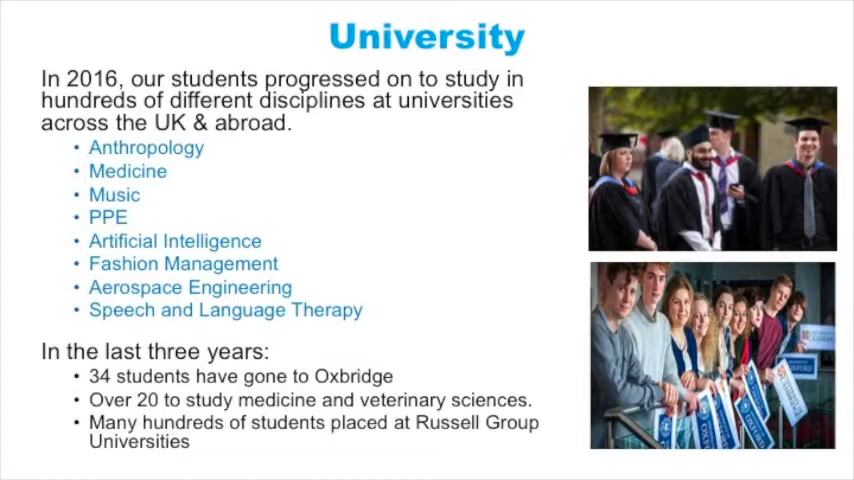 University
In 2016, our students progressed on to study in
hundreds of different disciplines at universities
across the UK & abroad.
• Anthropology
• Medicine
• Music
• PPE
• Artificial Intelligence
• Fashion Management
• Aerospace Engineering
• Speech and Language Therapy
In the last three years:
• 34 students have gone to Oxbridge
• Over 20 to study medicine and veterinary sciences.
• Many hundreds of students placed at Russell Group
Universities
OXFORD
OXFORD
OXFORD